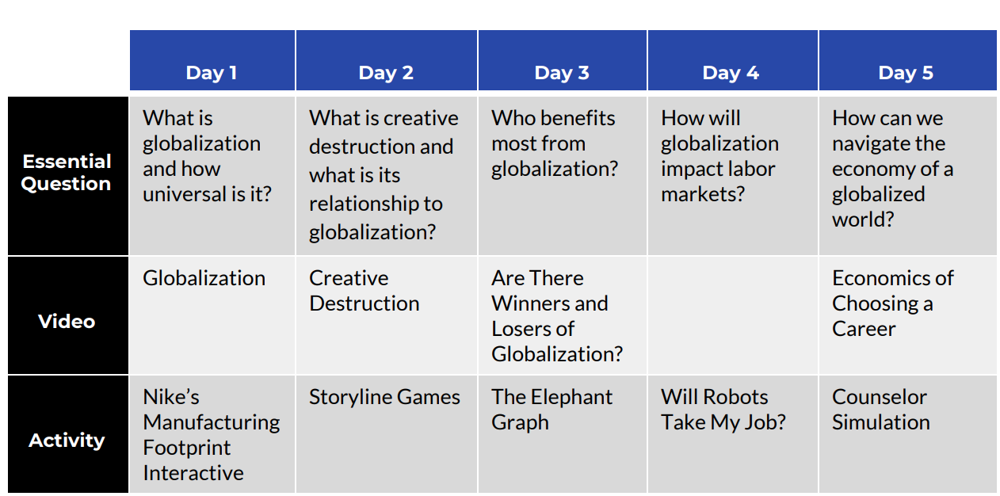 Day 1
Day 2
Day 3
Day 4
Day 5
Essential
Question
What is
globalization
and how
universal is it?
What is creative
destruction and
what is its
relationship to
globalization?
Who benefits
most from
globalization?
How will
globalization
impact labor
markets?
How can we
navigate the
economy of a
globalized
world?
Video
Globalization
Creative
Destruction
Are There
Winners and
Losers of
Globalization?
Economics of
Choosing a
Career
Activity
Nike’s
Manufacturing
Footprint
Interactive
Storyline Games
The Elephant
Graph
Will Robots
Take My Job?
Counselor
Simulation